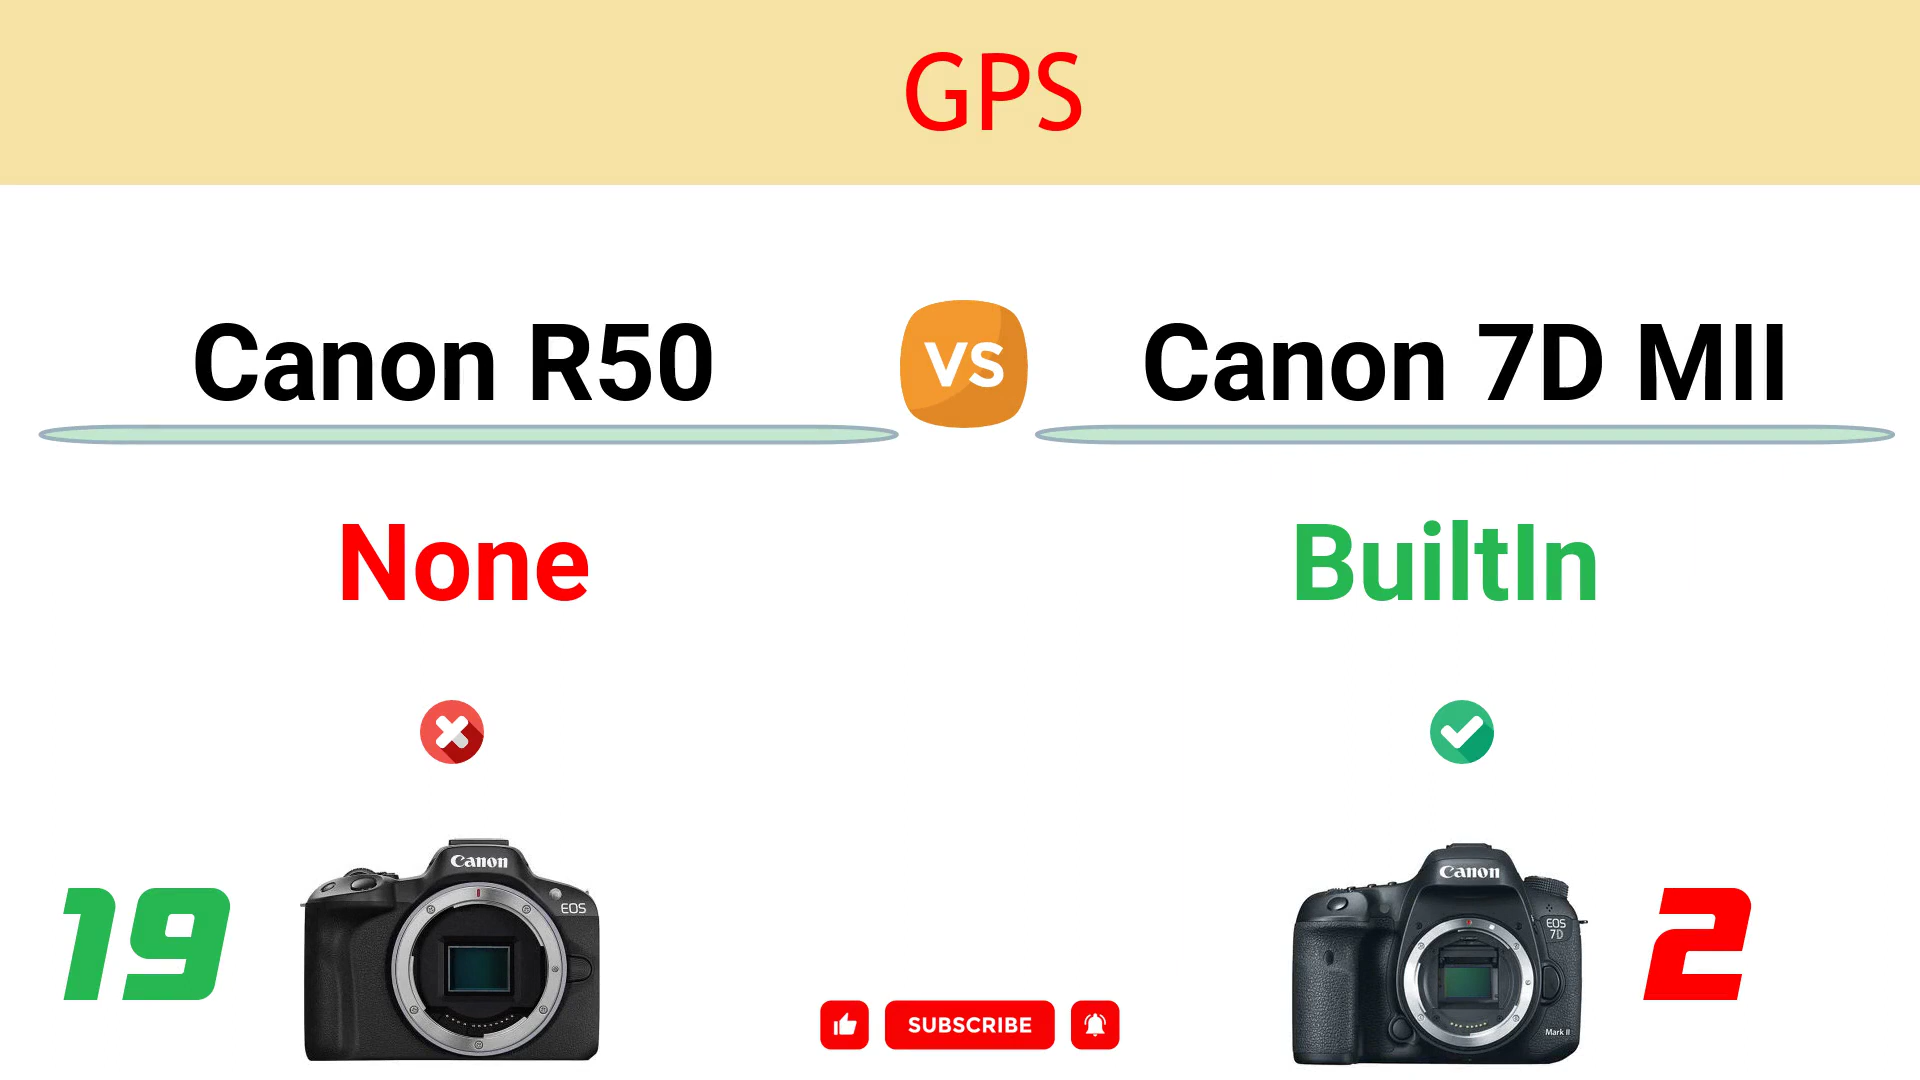 GPS
Canon R50
VS
Canon 7D MII
None
BuiltIn
19
Canon
EOS
Canon
EOS
7D
Mark II
2
SUBSCRIBE